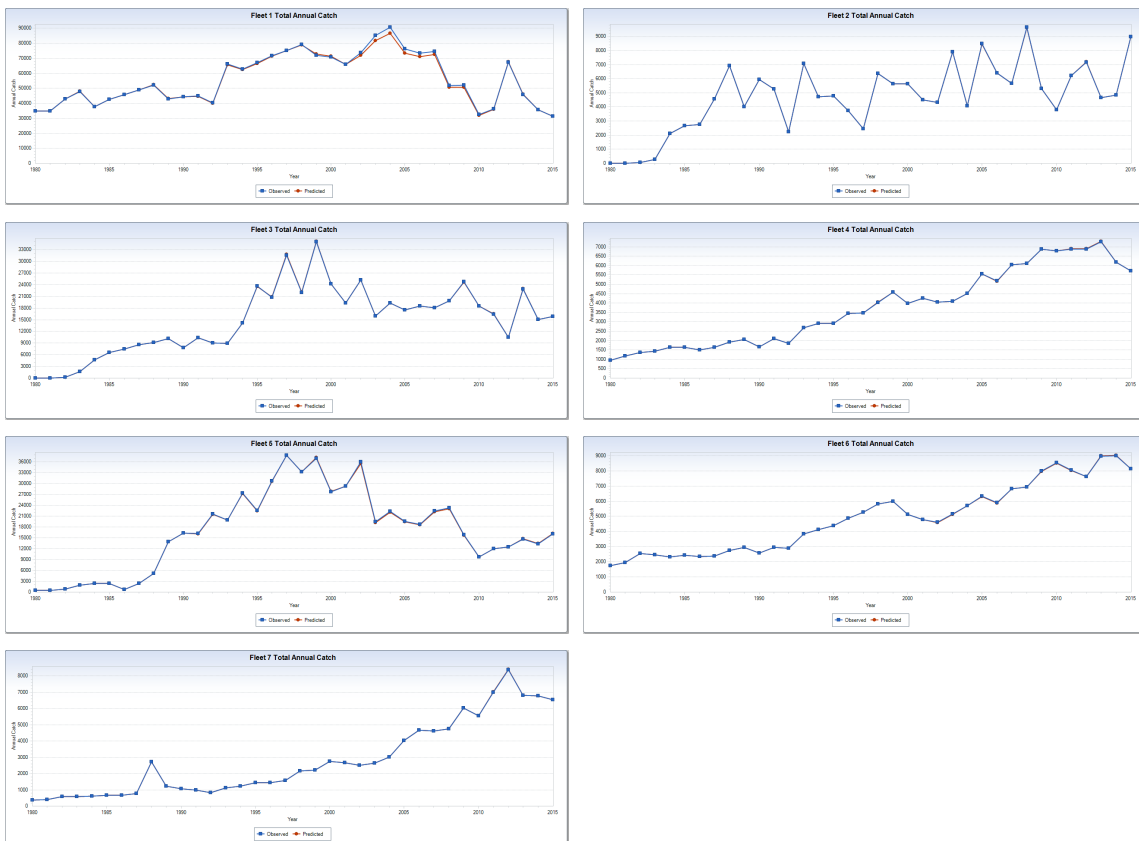 Fleet 1 Total Annual Catch
90000
80000
70000
60000
50000
40000
30000
20000
10000
0
Annual Catch
1980 1985 1990 1995 2000 2005 2010 2015
Year
Observed Predicted
Fleet 2 Total Annual Catch
9000
8000
7000
6000
5000
4000
3000
2000
1000
0
Annual Catch
1980 1985 1990 1995 2000 2005 2010 2015
Year
Observed Predicted
Fleet 3 Total Annual Catch
33000
30000
27000
24000
21000
18000
15000
12000
9000
6000
3000
0
Annual Catch
1980 1985 1990 1995 2000 2005 2010 2015
Year
Observed Predicted
Fleet 4 Total Annual Catch
7000
6500
6000
5500
5000
4500
4000
3500
3000
2500
2000
1500
1000
500
0
Annual Catch
1980 1985 1990 1995 2000 2005 2010 2015
Year
Observed Predicted
Fleet 5 Total Annual Catch
36000
33000
30000
27000
24000
21000
18000
15000
12000
9000
6000
3000
0
Annual Catch
1980 1985 1990 1995 2000 2005 2010 2015
Year
Observed Predicted
Fleet 6 Total Annual Catch
9000
8000
7000
6000
5000
4000
3000
2000
1000
0
Annual Catch
1980 1985 1990 1995 2000 2005 2010 2015
Year
Observed Predicted
Fleet 7 Total Annual Catch
8000
7000
6000
5000
4000
3000
2000
1000
0
Annual Catch
1980 1985 1990 1995 2000 2005 2010 2015
Year
Observed Predicted